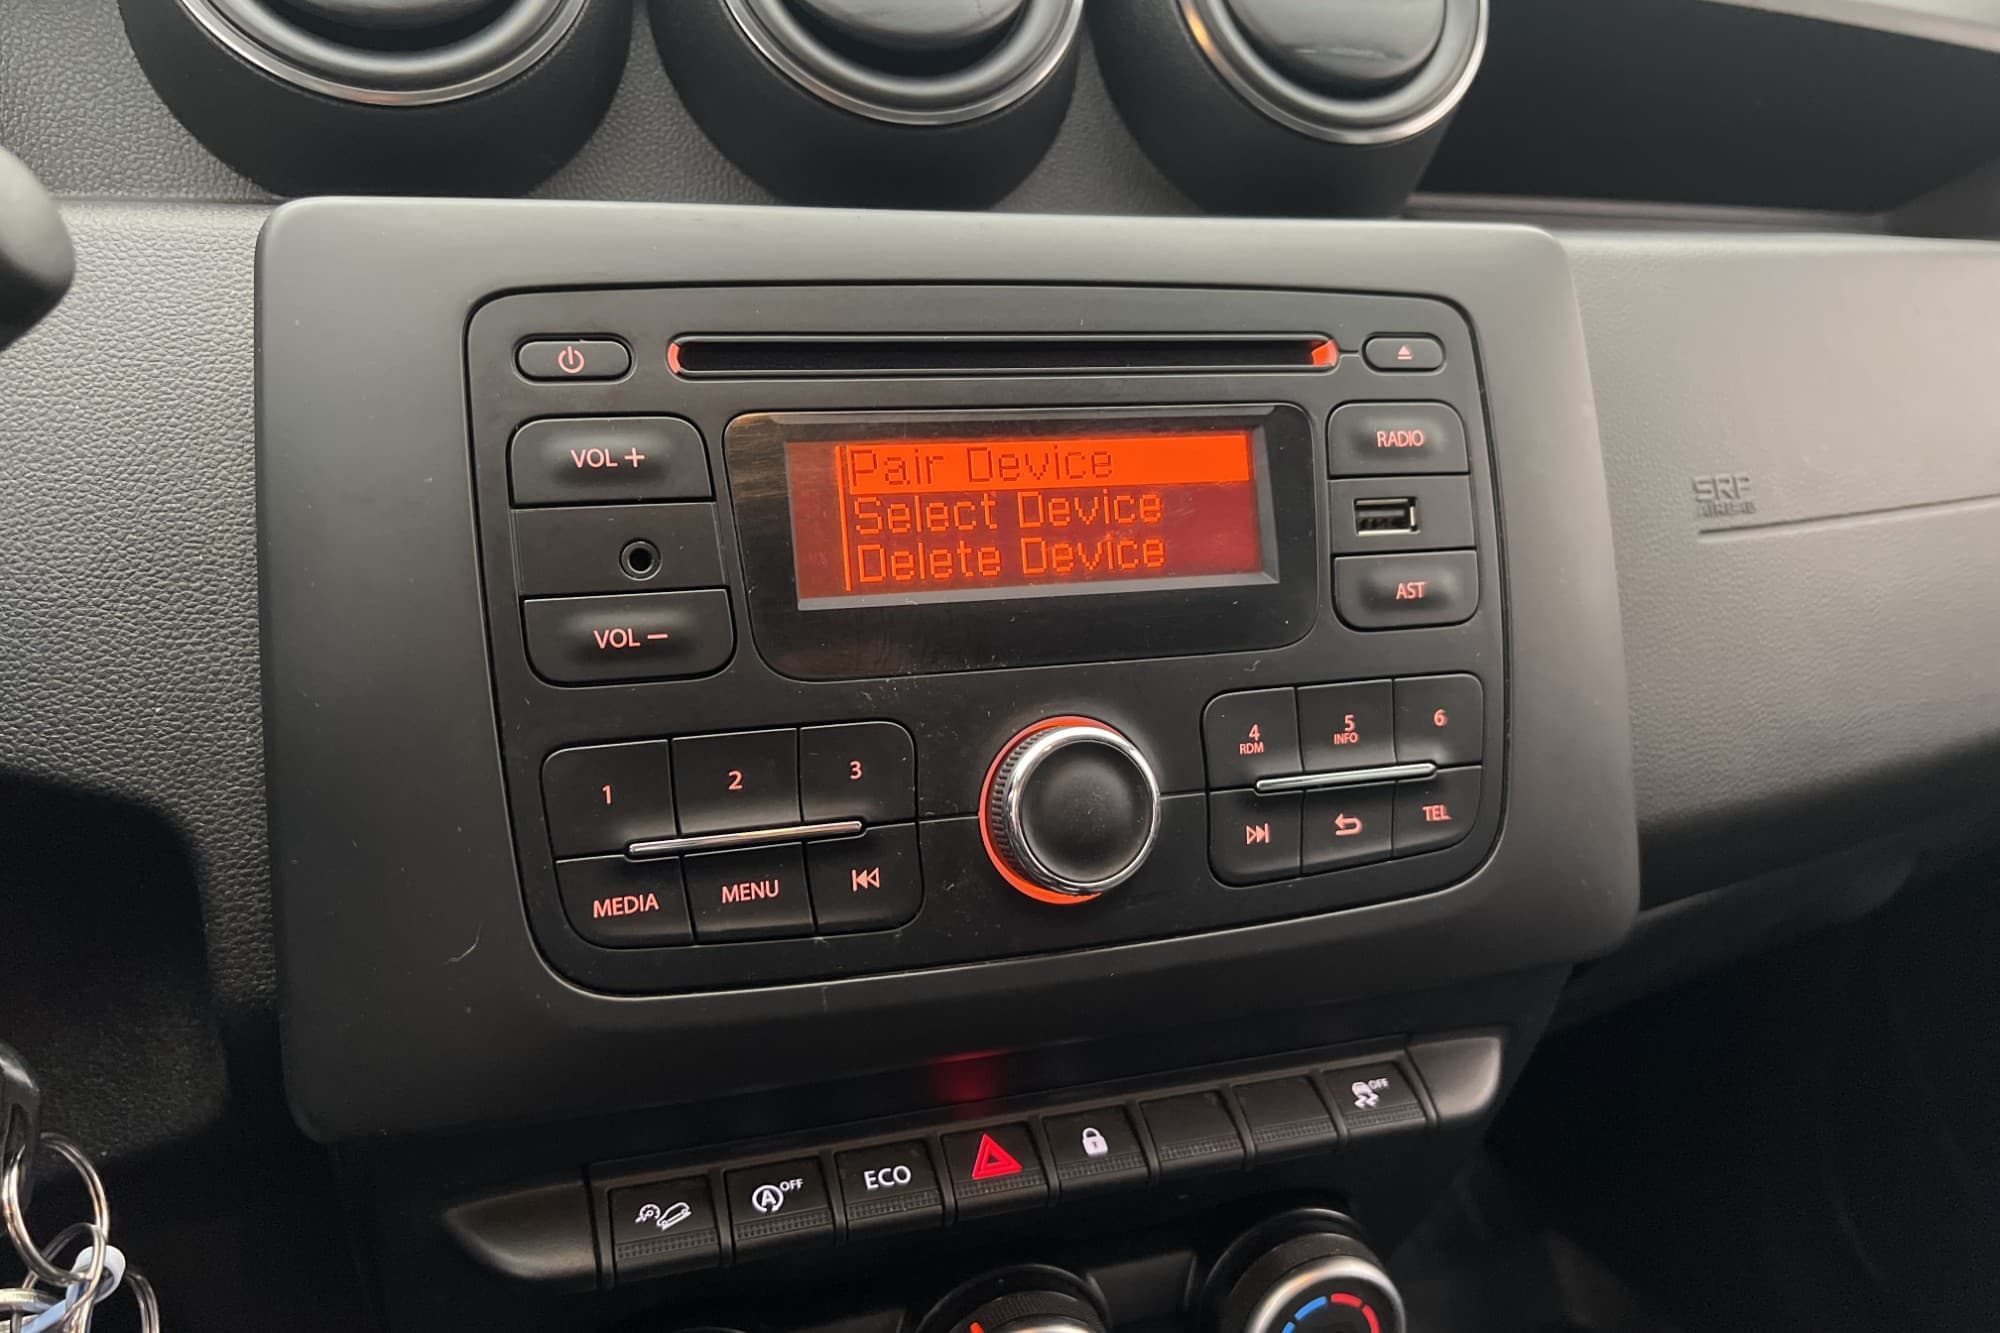 VOL +
VOL −
Pair Device
Select Device
Delete Device
RADIO
AST
SRP
AIRBAG
1
2
3
MEDIA
MENU
4
RDM
5
INFO
6
TEL
A OFF
ECO
OFF